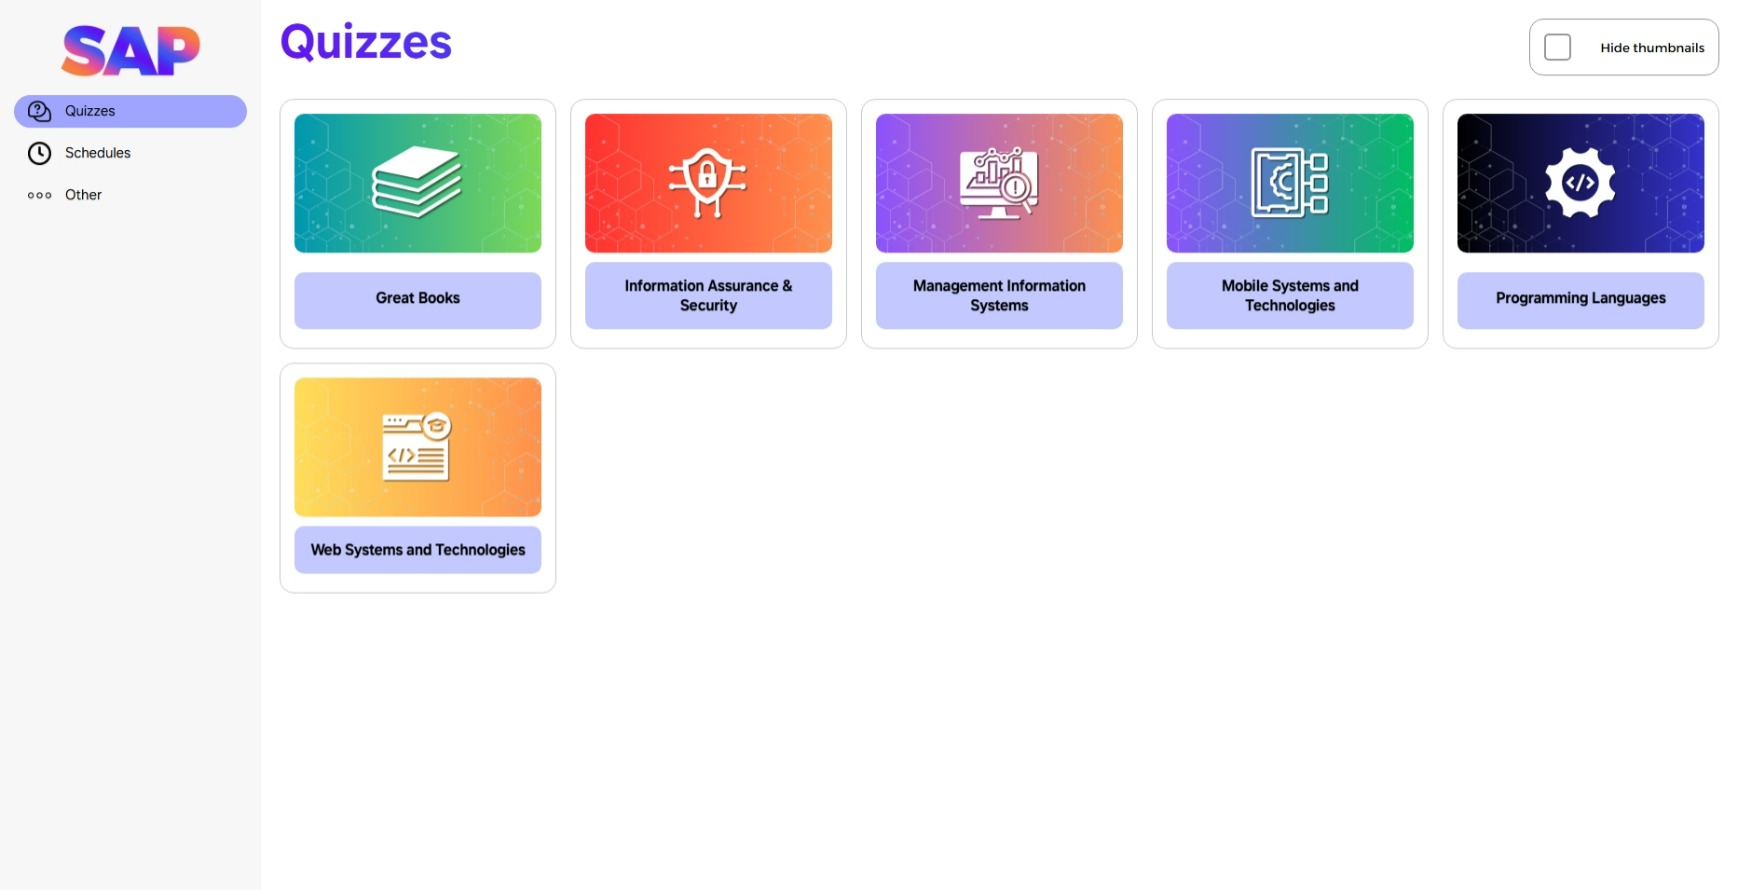 SAP
Quizzes
Schedules
Other
Quizzes
Hide thumbnails
Great Books
Information Assurance &
Security
Management Information
Systems
Mobile Systems and
Technologies
Programming Languages
Web Systems and Technologies